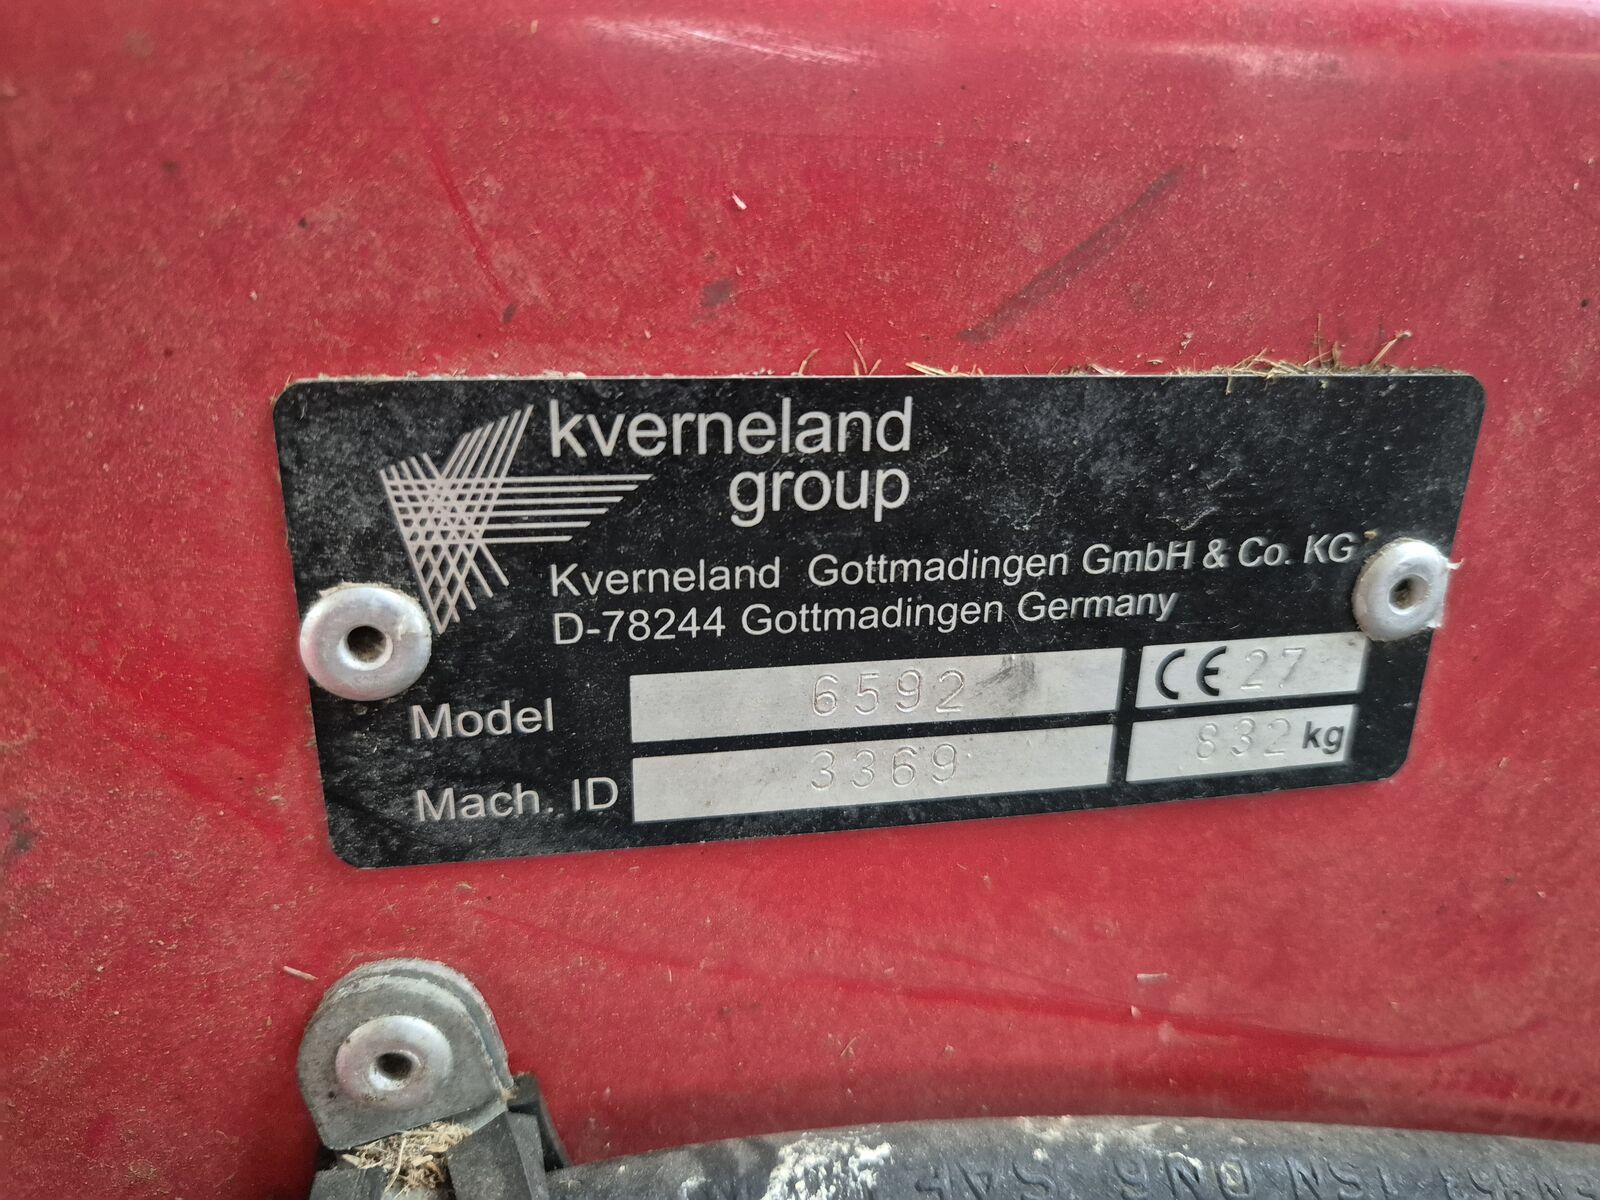 kverneland
group
Kverneland Gottmadingen GmbH & Co. KG
D-78244 Gottmadingen Germany
Model 6592 CE 27
Mach. ID 3369 832 kg